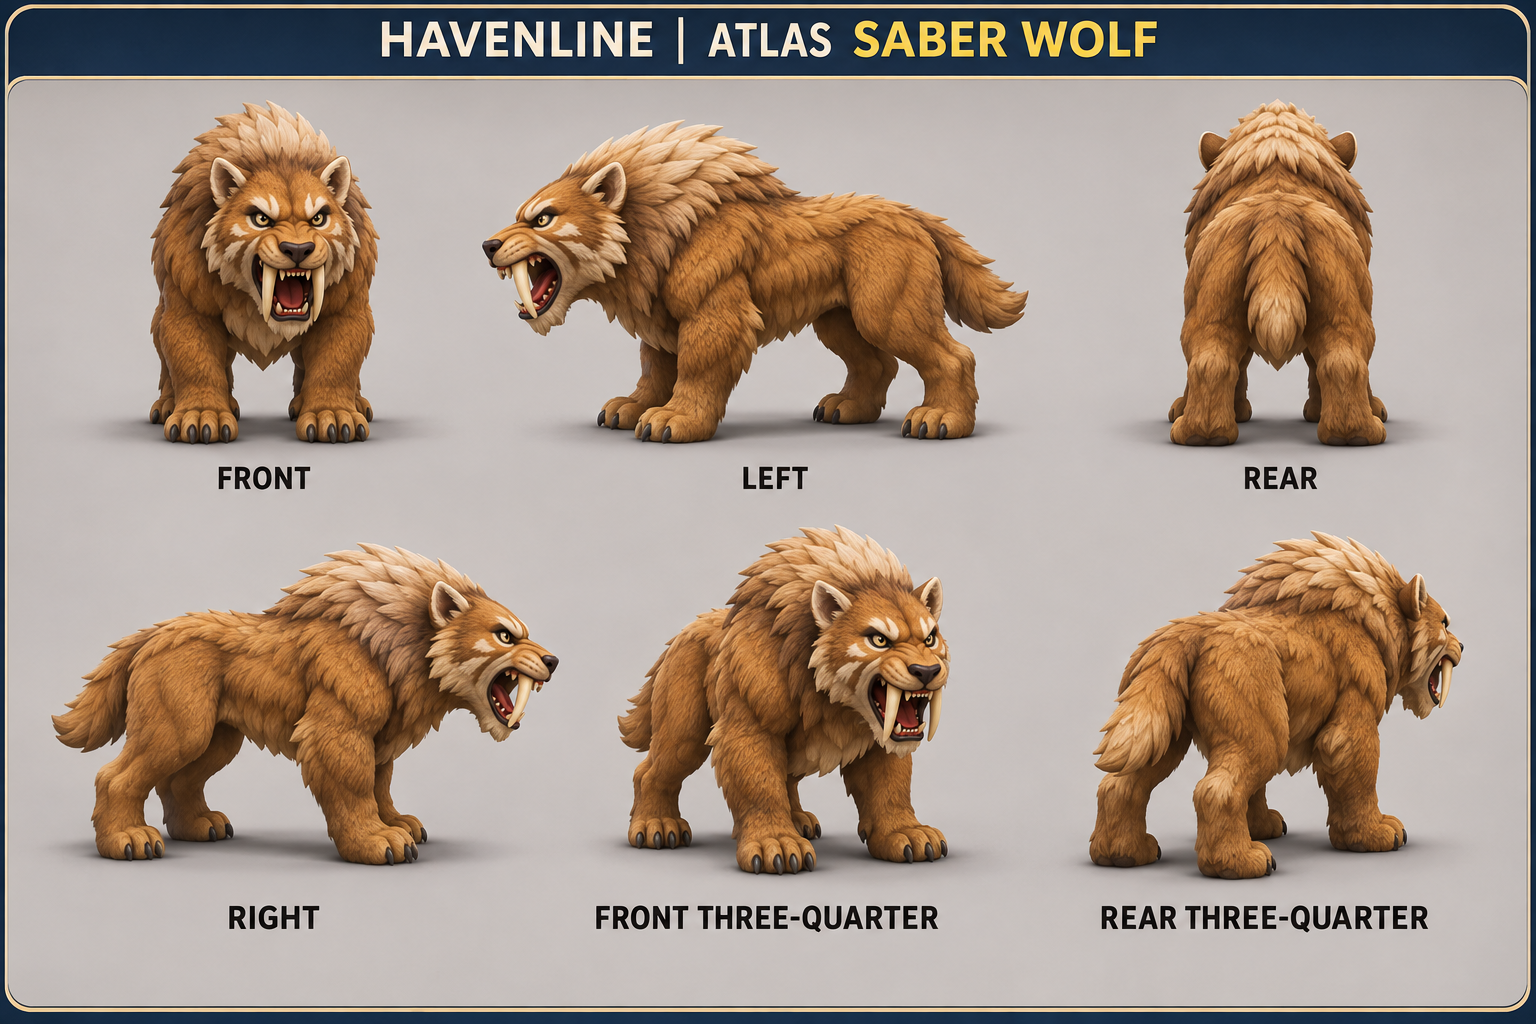 HAVENLINE | ATLAS SABER WOLF
FRONT
LEFT
REAR
RIGHT
FRONT THREE-QUARTER
REAR THREE-QUARTER